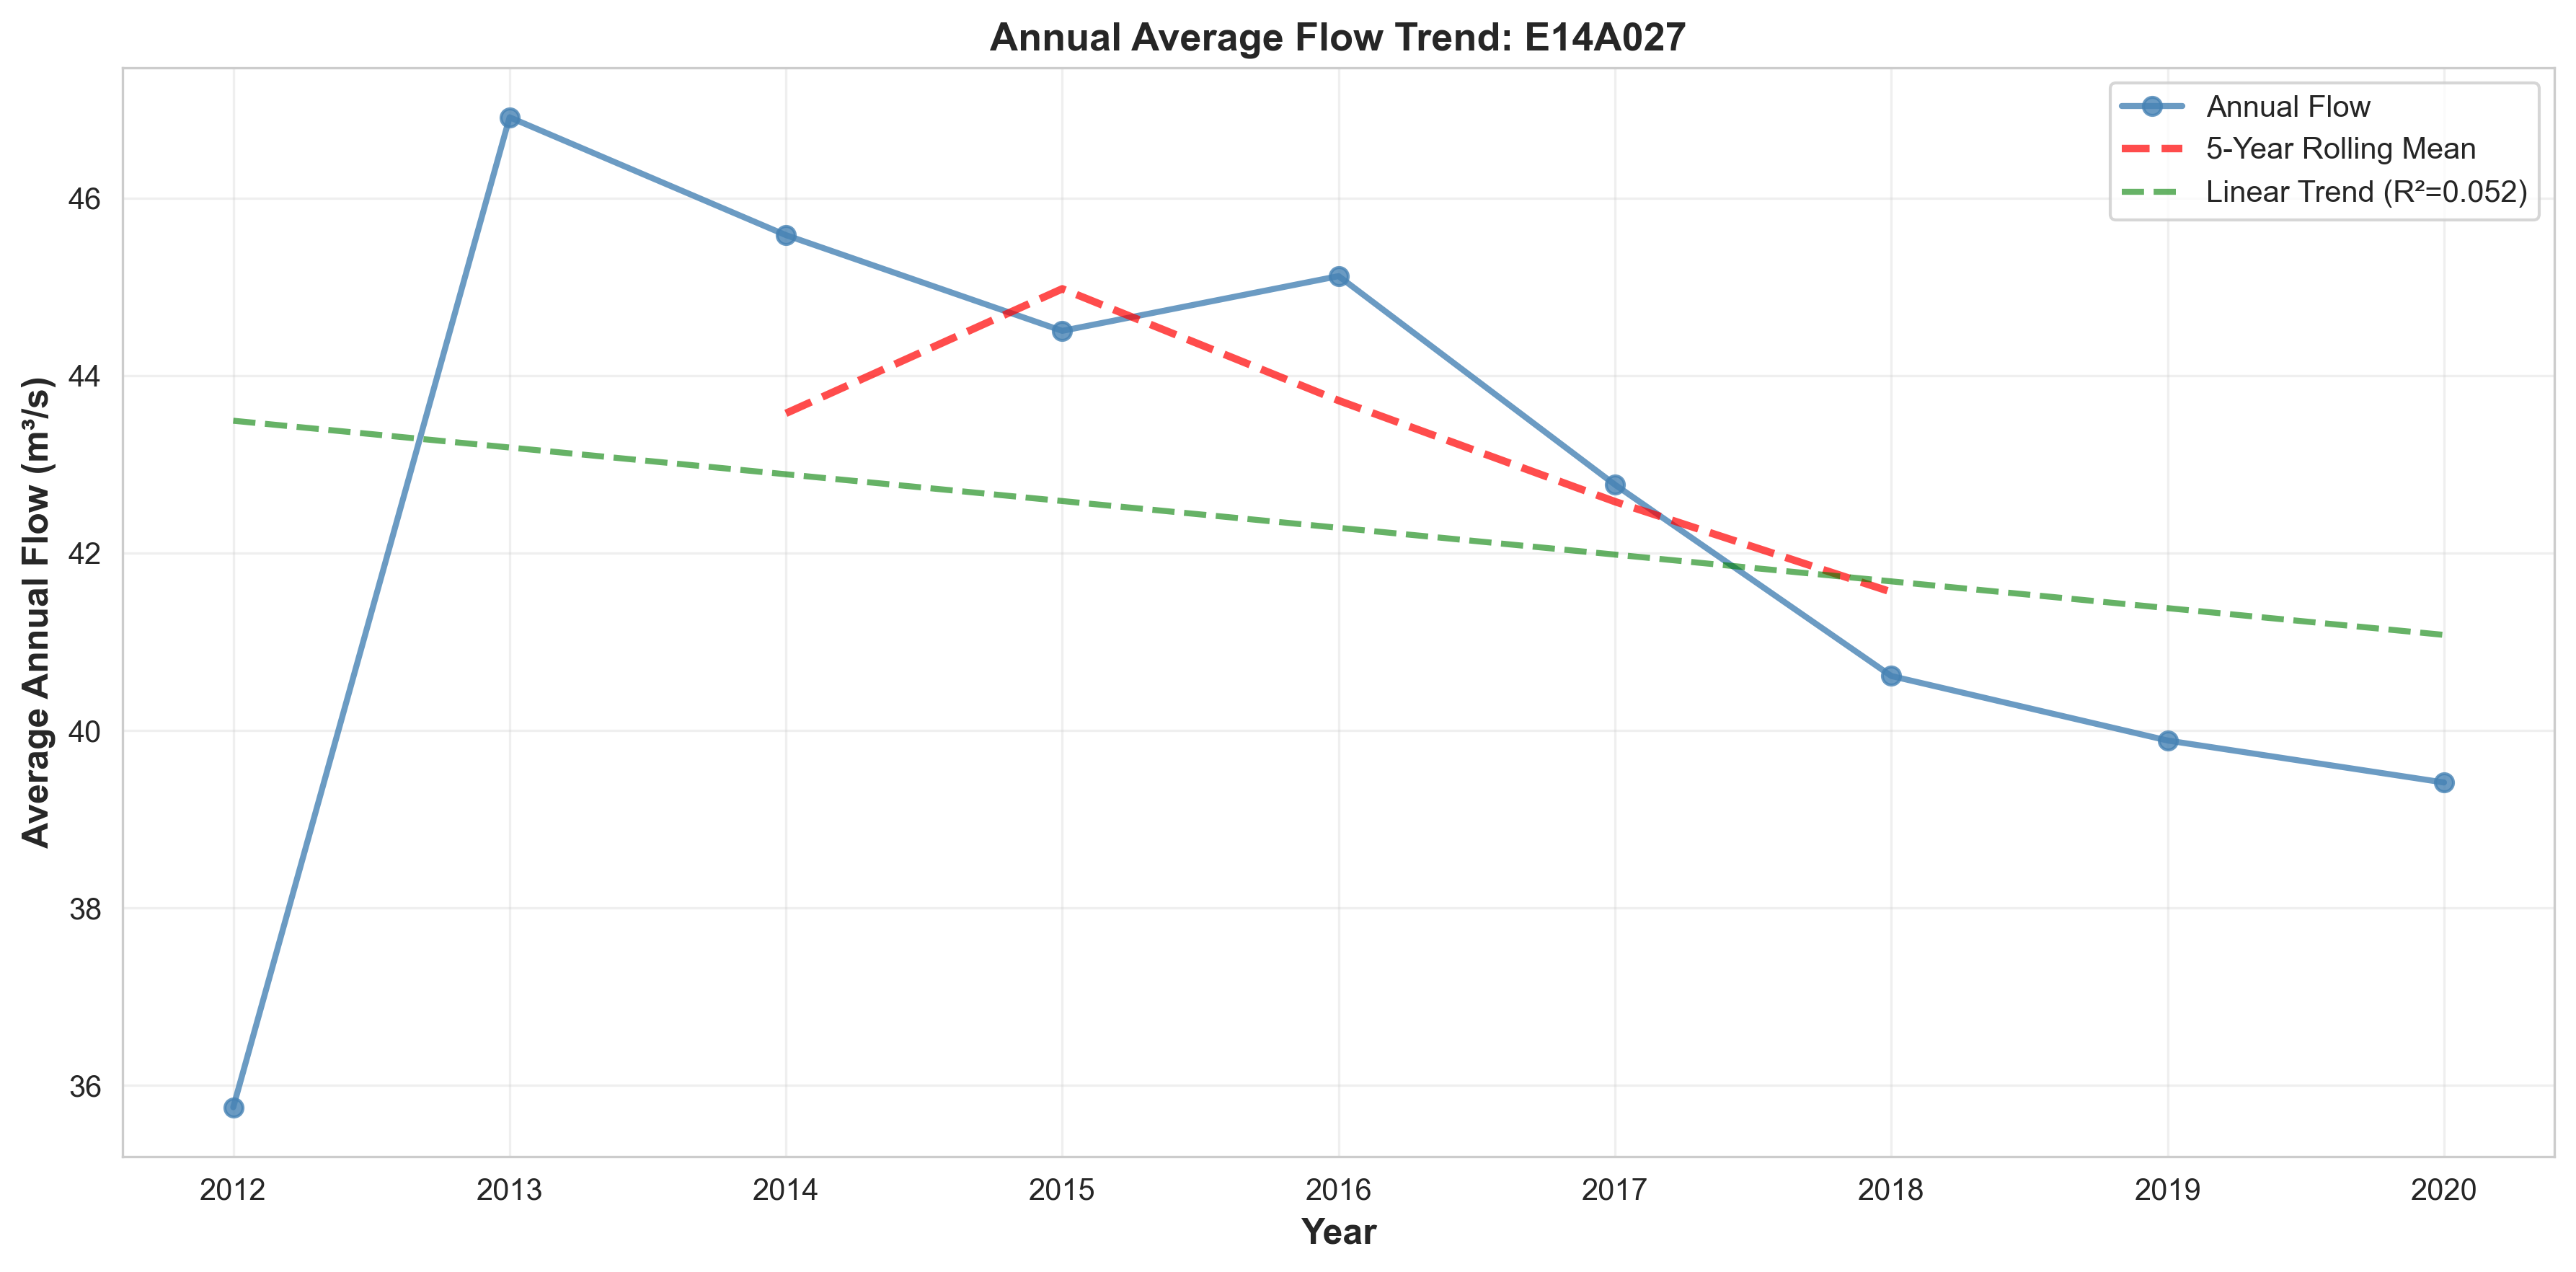 Annual Average Flow Trend: E14A027
Annual Flow
5-Year Rolling Mean
Linear Trend (R²=0.052)
Average Annual Flow (m³/s)
46
44
42
40
38
36
2012 2013 2014 2015 2016 2017 2018 2019 2020
Year